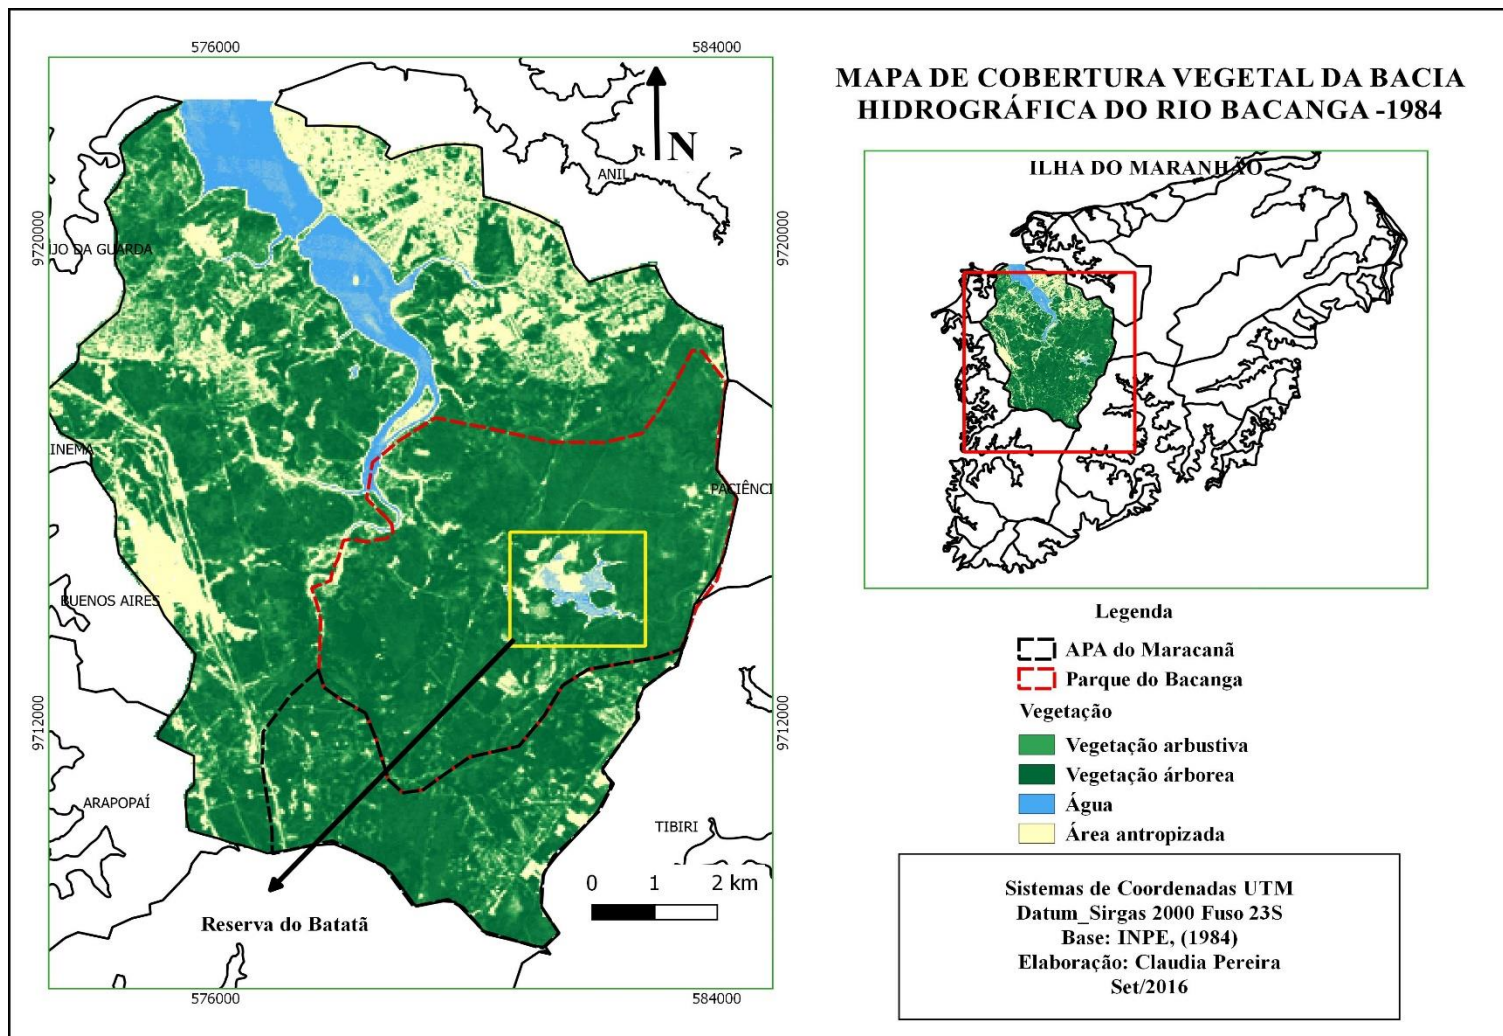 576000
584000
MAPA DE COBERTURA VEGETAL DA BACIA
HIDROGRÁFICA DO RIO BACANGA -1984
N
ANIL
ILHA DO MARANHÃO
9720000
IJO DA GUARDA
9720000
INEMA
PACIÊNCI
BUENOS AIRES
9712000
9712000
ARAPOPAÍ
TIBIRI
0 1 2 km
Reserva do Batatã
576000
584000
Legenda
APA do Maracanã
Parque do Bacanga
Vegetação
Vegetação arbustiva
Vegetação árborea
Água
Área antropizada
Sistemas de Coordenadas UTM
Datum_Sirgas 2000 Fuso 23S
Base: INPE, (1984)
Elaboração: Claudia Pereira
Set/2016